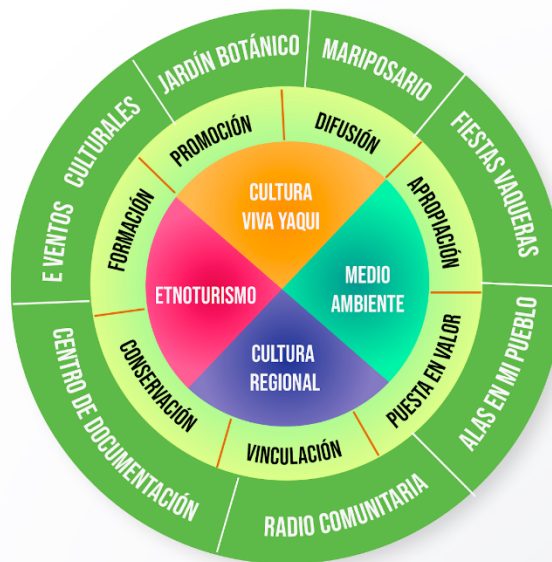 JARDÍN BOTÁNICO
MARIPOSARIO
FIESTAS VAQUERAS
ALAS EN MI PUEBLO
RADIO COMUNITARIA
CENTRO DE DOCUMENTACIÓN
E VENTOS CULTURALES
PROMOCIÓN
DIFUSIÓN
APROPIACIÓN
PUESTA EN VALOR
VINCULACIÓN
CONSERVACIÓN
FORMACIÓN
CULTURA
VIVA YAQUI
MEDIO
AMBIENTE
CULTURA
REGIONAL
ETNOTURISMO